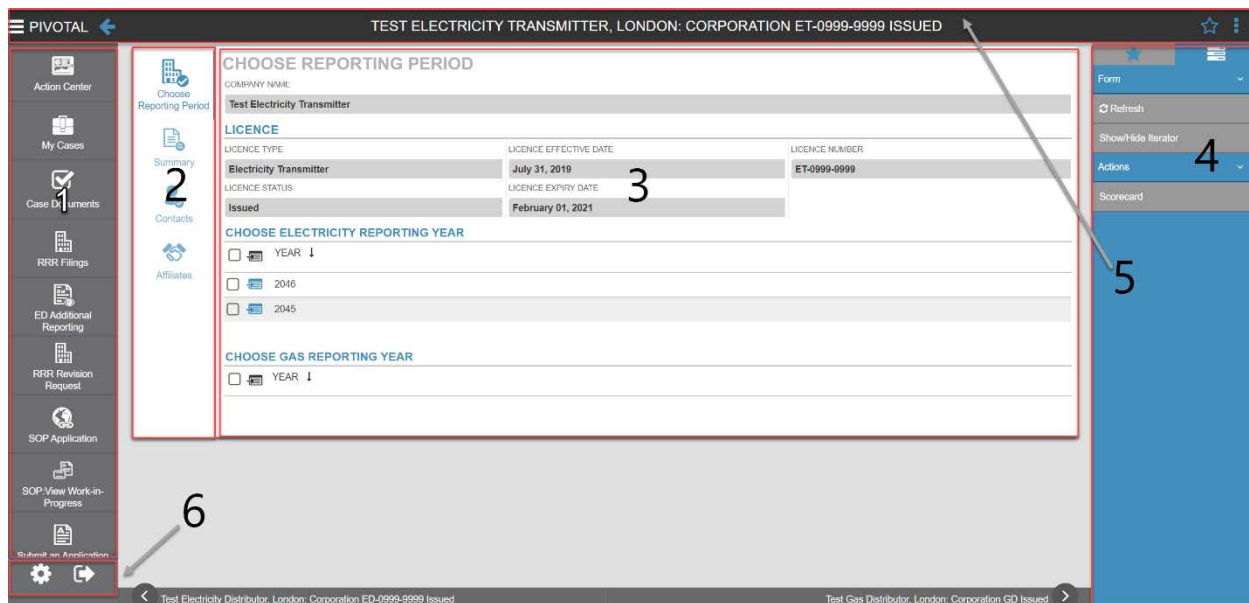 PIVOTAL
TEST ELECTRICITY TRANSMITTER, LONDON: CORPORATION ET-0999-9999 ISSUED
Action Center
My Cases
1
Case Documents
RRR Filings
ED Additional
Reporting
RRR Revision
Request
SOP Application
SOP:View Work-in-
Progress
Submit an Application
6
Choose
Reporting Period
Summary
2
Contacts
Affiliates
CHOOSE REPORTING PERIOD
COMPANY NAME
Test Electricity Transmitter
LICENCE
LICENCE TYPE LICENCE EFFECTIVE DATE LICENCE NUMBER
Electricity Transmitter July 31, 2019 ET-0999-9999
3
LICENCE STATUS LICENCE EXPIRY DATE
Issued February 01, 2021
CHOOSE ELECTRICITY REPORTING YEAR
YEAR ↓
2046
2045
CHOOSE GAS REPORTING YEAR
YEAR ↓
Form
Refresh
Show/Hide Iterator
4
Actions
Scorecard
5
Test Electricity Distributor, London: Corporation ED-0999-9999 Issued
Test Gas Distributor, London: Corporation GD Issued